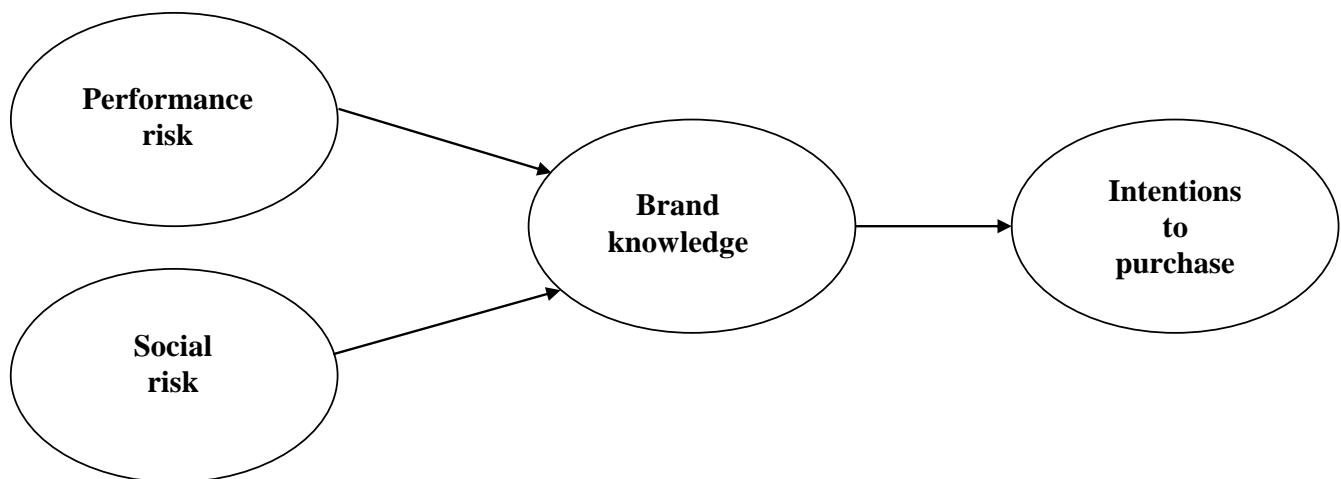 Performance
risk
Brand
knowledge
Intentions
to
purchase
Social
risk